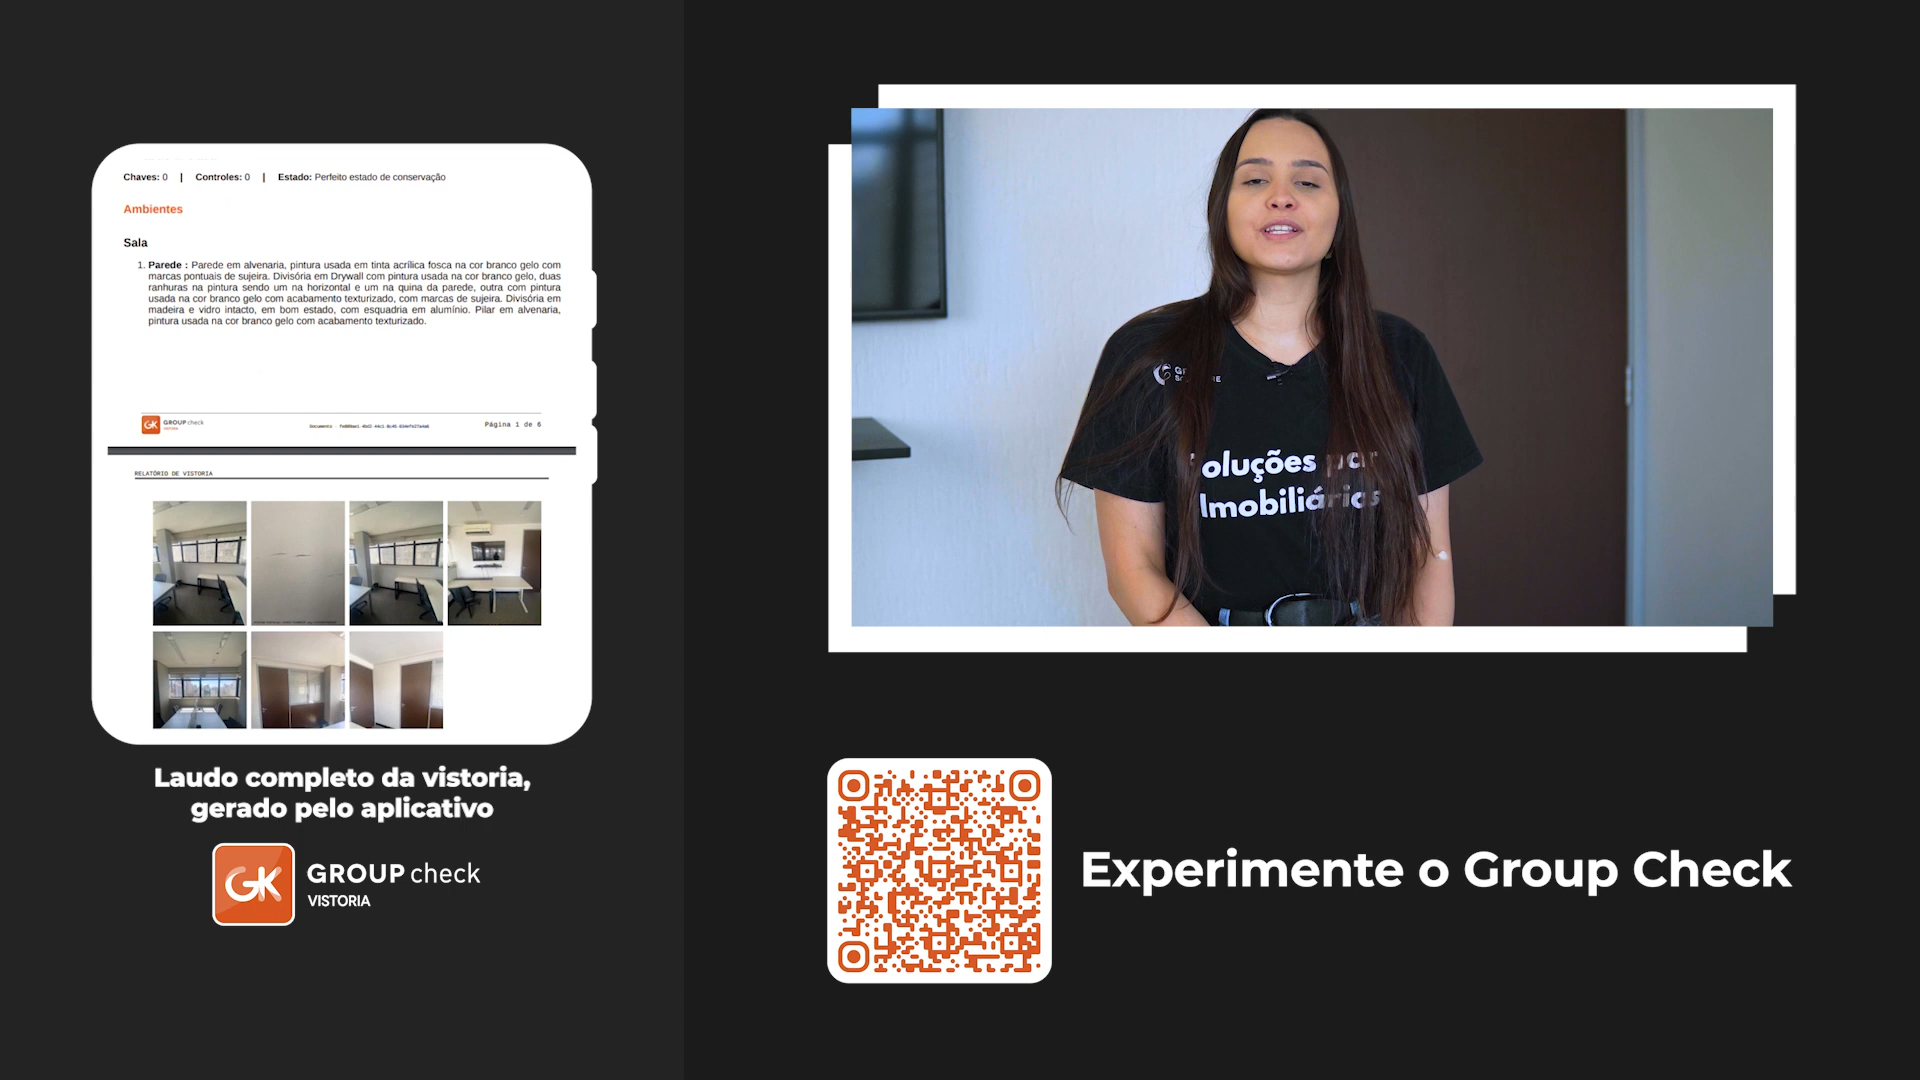 Chaves: 0 | Controles: 0 | Estado: Perfeito estado de conservação
Ambientes
Sala
1. Parede : Parede em alvenaria, pintura usada em tinta acrílica fosca na cor branco gelo com
marcas pontuais de sujeira. Divisória em Drywall com pintura usada na cor branco gelo, duas
ranhuras na pintura sendo um na horizontal e um na quina da parede, outra com pintura
usada na cor branco gelo com acabamento texturizado, com marcas de sujeira. Divisória em
madeira e vidro intacto, em bom estado, com esquadria em alumínio. Pilar em alvenaria,
pintura usada na cor branco gelo com acabamento texturizado.
GK GROUP check
VISTORIA
Documento
Página 1 de 6
RELATÓRIO DE VISTORIA
Laudo completo da vistoria,
gerado pelo aplicativo
GK GROUP check
VISTORIA
oluções par
Imobiliárias
Experimente o Group Check